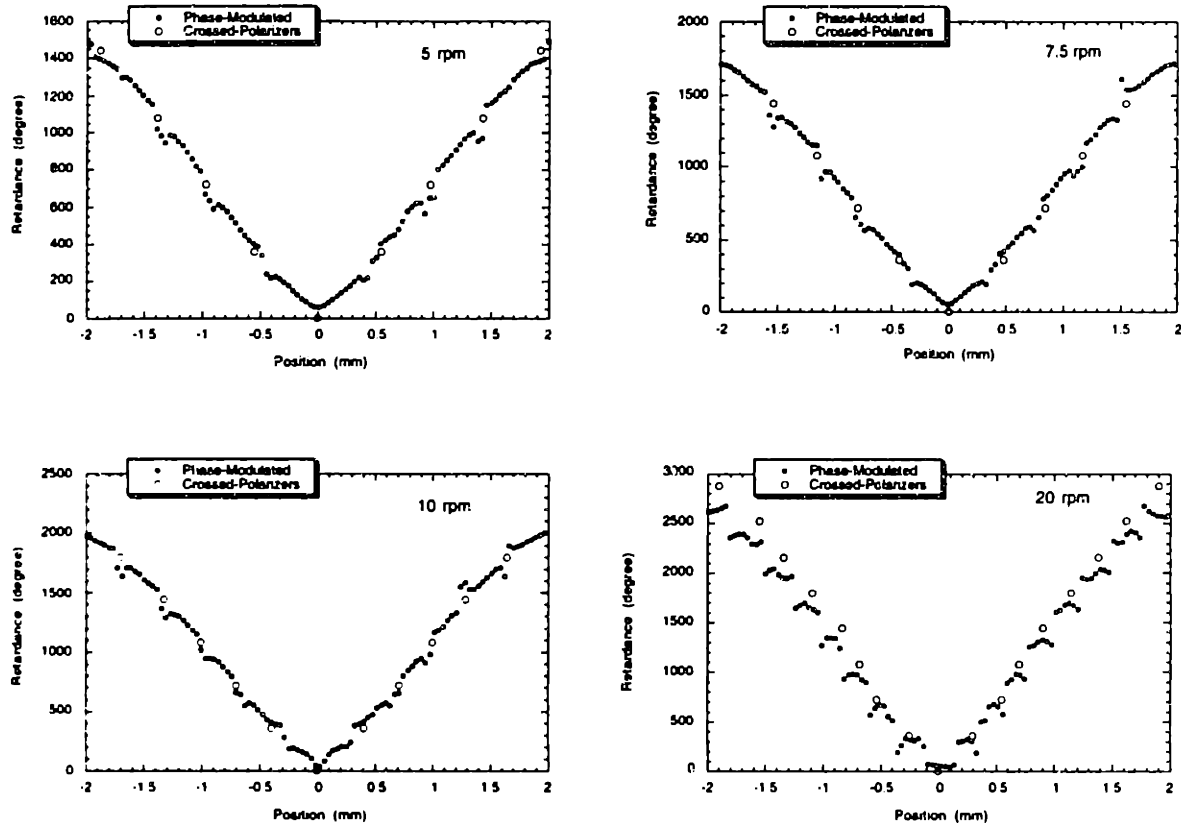 Phase-Modulated
Crossed-Polarizers
5 rpm
Retardance (degree)
1600
1400
1200
1000
800
600
400
200
0
-2 -1.5 -1 -0.5 0 0.5 1 1.5 2
Position (mm)
Phase-Modulated
Crossed-Polarizers
7.5 rpm
Retardance (degree)
2000
1500
1000
500
0
-2 -1.5 -1 -0.5 0 0.5 1 1.5 2
Position (mm)
Phase-Modulated
Crossed-Polarizers
10 rpm
Retardance (degree)
2500
2000
1500
1000
500
0
-2 -1.5 -1 -0.5 0 0.5 1 1.5 2
Position (mm)
Phase-Modulated
Crossed-Polarizers
20 rpm
Retardance (degree)
3000
2500
2000
1500
1000
500
0
-2 -1.5 -1 -0.5 0 0.5 1 1.5 2
Position (mm)